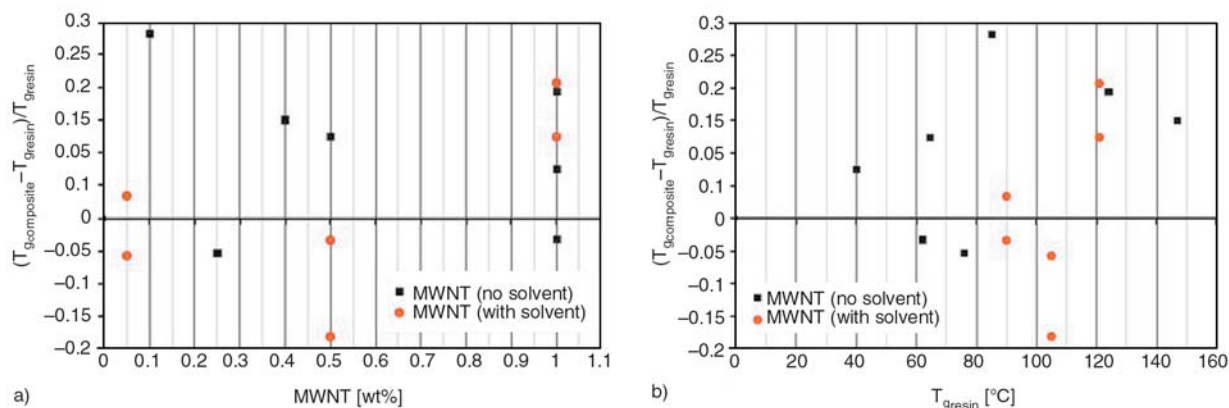 0.3
0.25
0.2
0.15
0.05
0.1
0
−0.05
−0.1
−0.15
−0.2
(Tgcomposite−Tgresin)/Tgresin
MWNT (no solvent)
MWNT (with solvent)
0 0.1 0.2 0.3 0.4 0.5 0.6 0.7 0.8 0.9 1 1.1
a) MWNT [wt%]
0.3
0.25
0.2
0.15
0.05
0.1
0
−0.05
−0.1
−0.15
−0.2
(Tgcomposite−Tgresin)/Tgresin
MWNT (no solvent)
MWNT (with solvent)
0 20 40 60 80 100 120 140 160
b) Tgresin [°C]